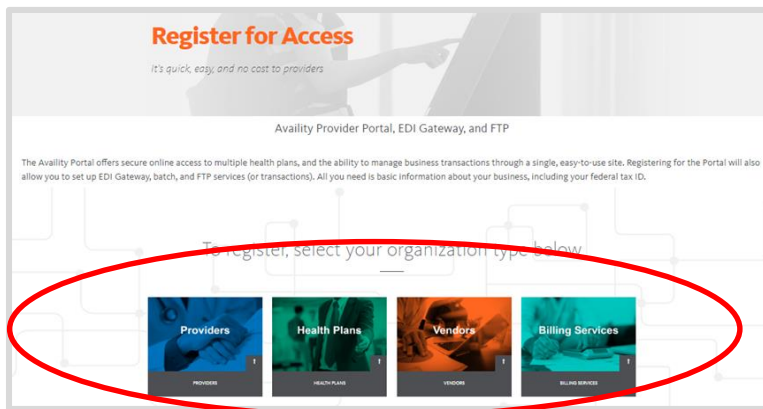 Register for Access
It's quick, easy, and no cost to providers
Availity Provider Portal, EDI Gateway, and FTP
The Availity Portal offers secure online access to multiple health plans, and the ability to manage business transactions through a single, easy-to-use site. Registering for the Portal will also
allow you to set up EDI Gateway, batch, and FTP services (or transactions). All you need is basic information about your business, including your federal tax ID.
To register, select your organization type below
Providers Health Plans Vendors Billing Services
PROVIDERS HEALTH PLANS VENDORS BILLING SERVICES